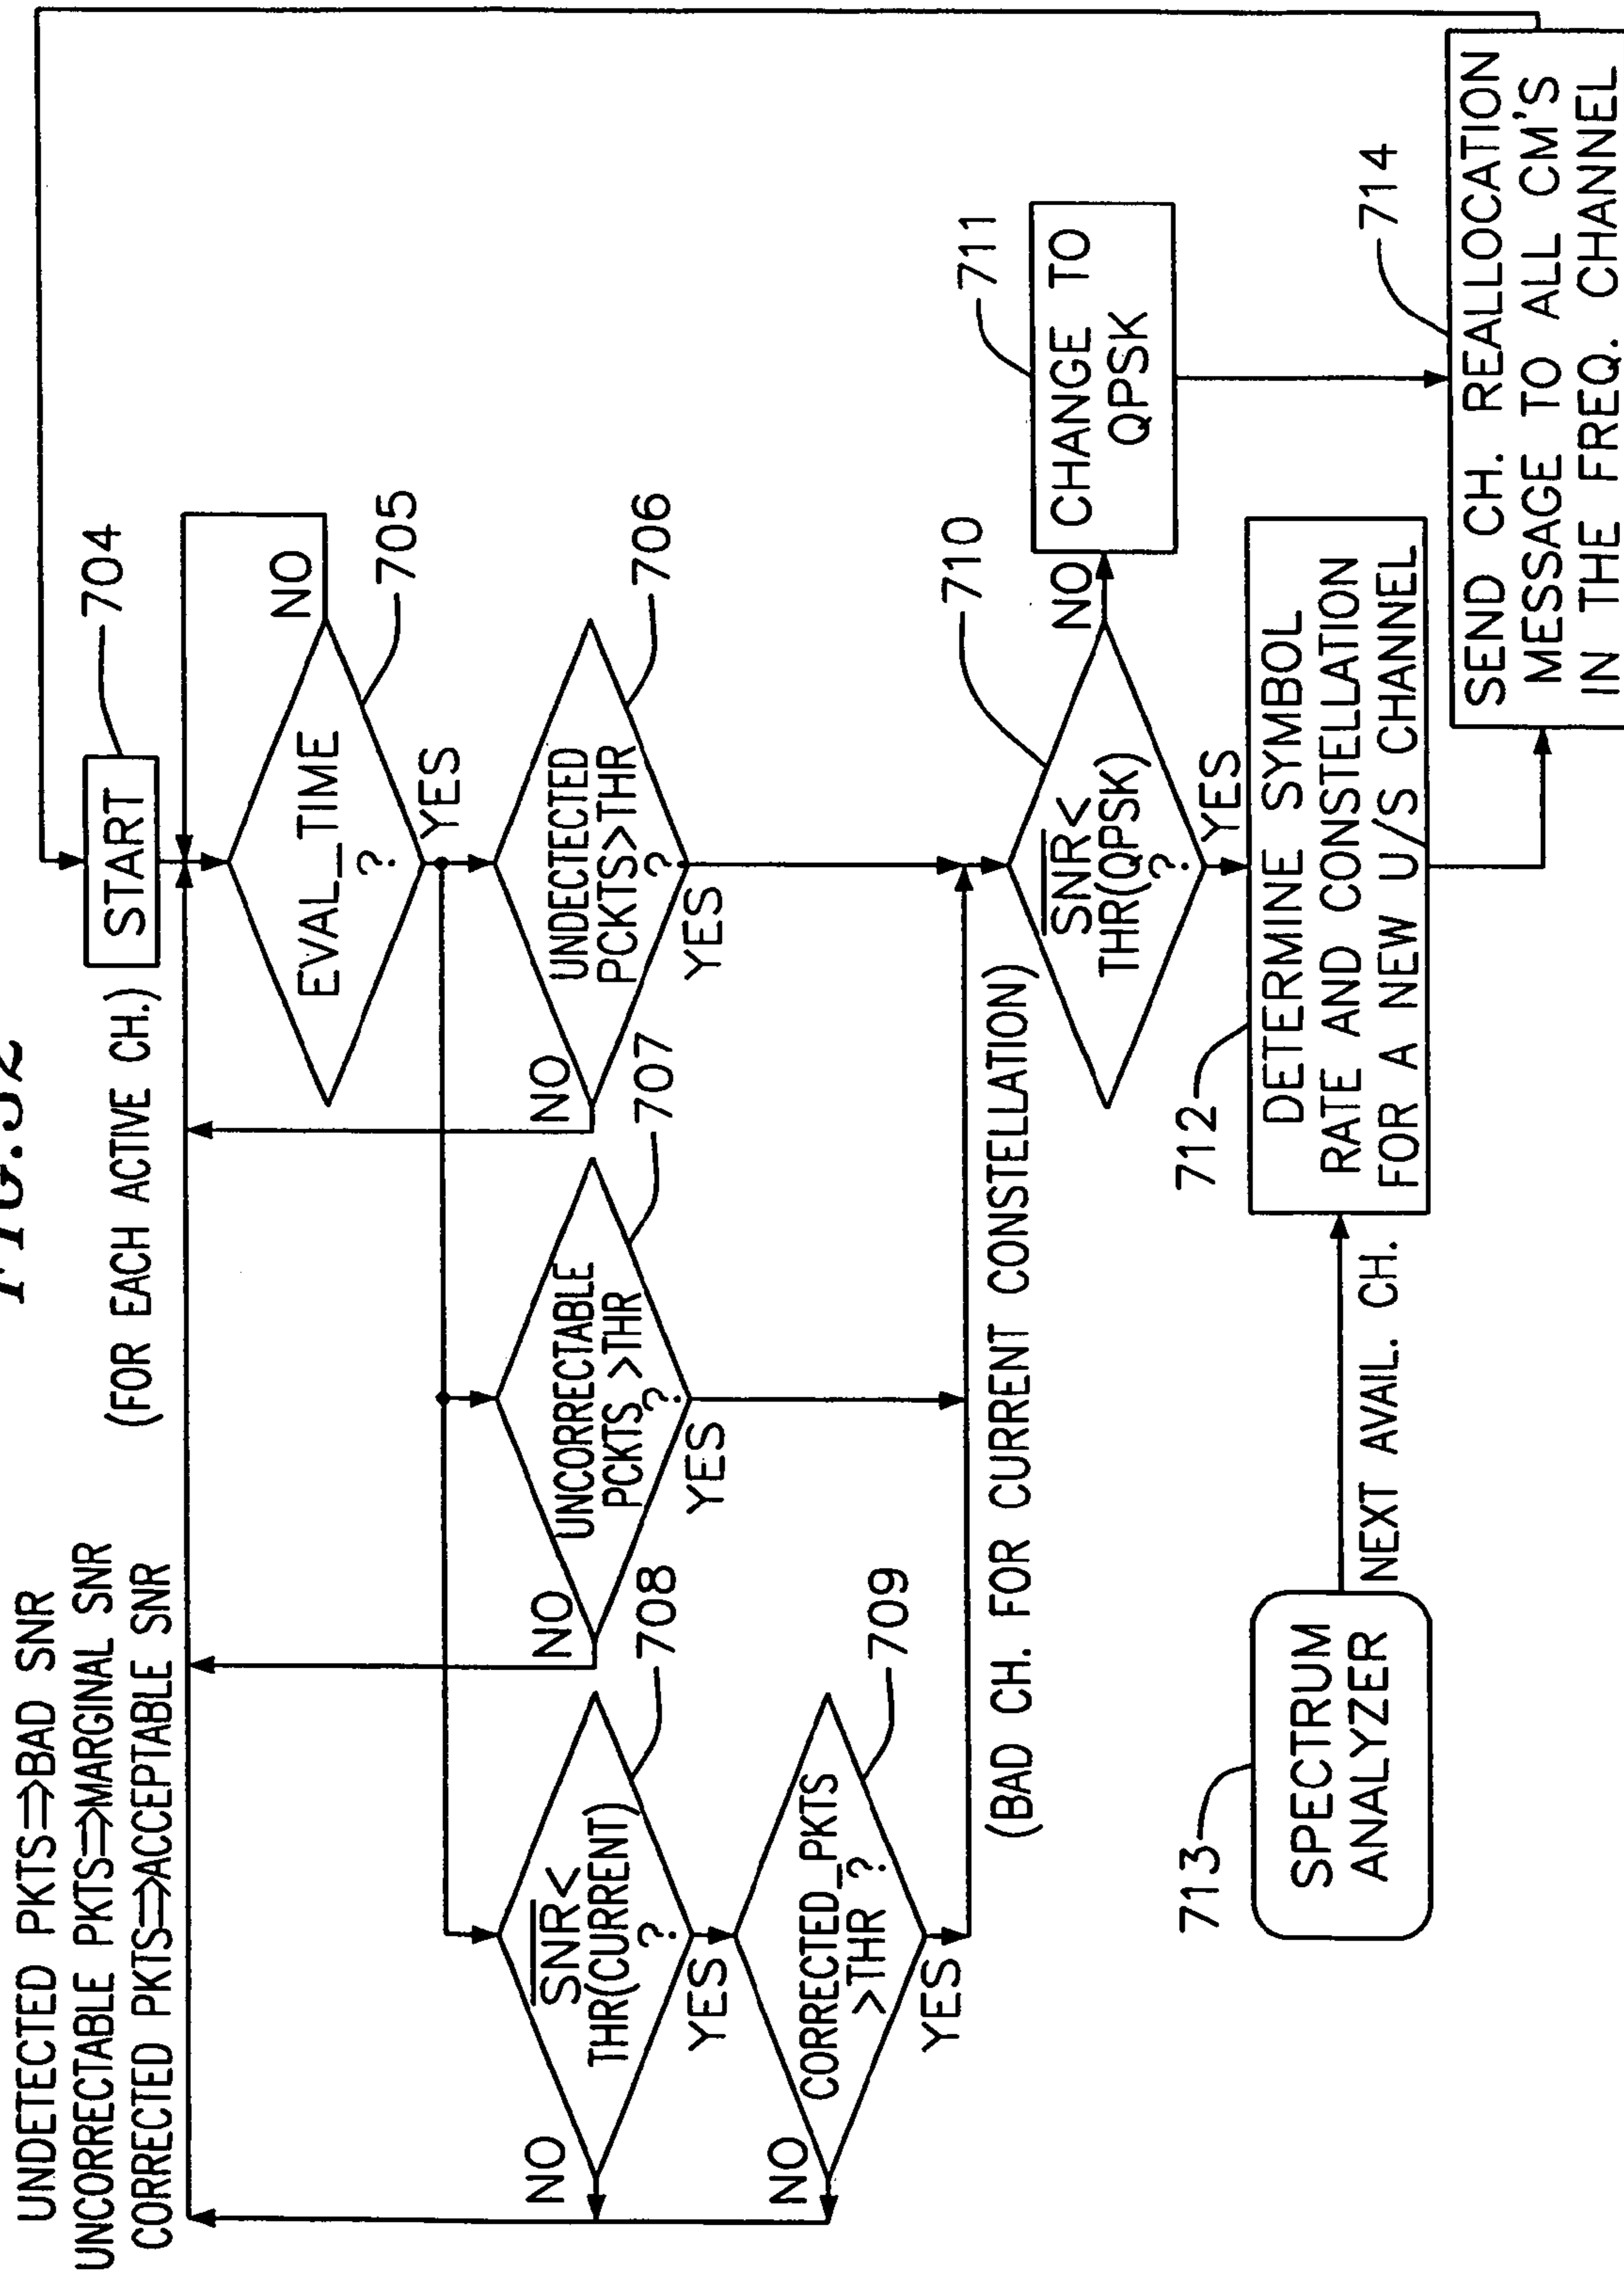 FIG.32
UNDETECTED PKTS⇒BAD SNR
UNCORRECTABLE PKTS⇒MARGINAL SNR
CORRECTED PKTS⇒ACCEPTABLE SNR
(FOR EACH ACTIVE CH.)
START
704
EVAL_TIME
?
NO
705
YES
UNDECTECTED
PCKTS>THR
?
706
NO
YES
UNCORRECTABLE
PCKTS >THR
?
707
NO
YES
SNR<
THR(CURRENT)
?
708
NO
YES
CORRECTED_PKTS
>THR ?
709
NO
YES
(BAD CH. FOR CURRENT CONSTELLATION)
SNR<
THR(QPSK)
?
710
NO
YES
CHANGE TO
QPSK
711
712
DETERMINE SYMBOL
RATE AND CONSTELLATION
FOR A NEW U/S CHANNEL
713
SPECTRUM
ANALYZER
NEXT AVAIL. CH.
714
SEND CH. REALLOCATION
MESSAGE TO ALL CM'S
IN THE FREQ. CHANNEL